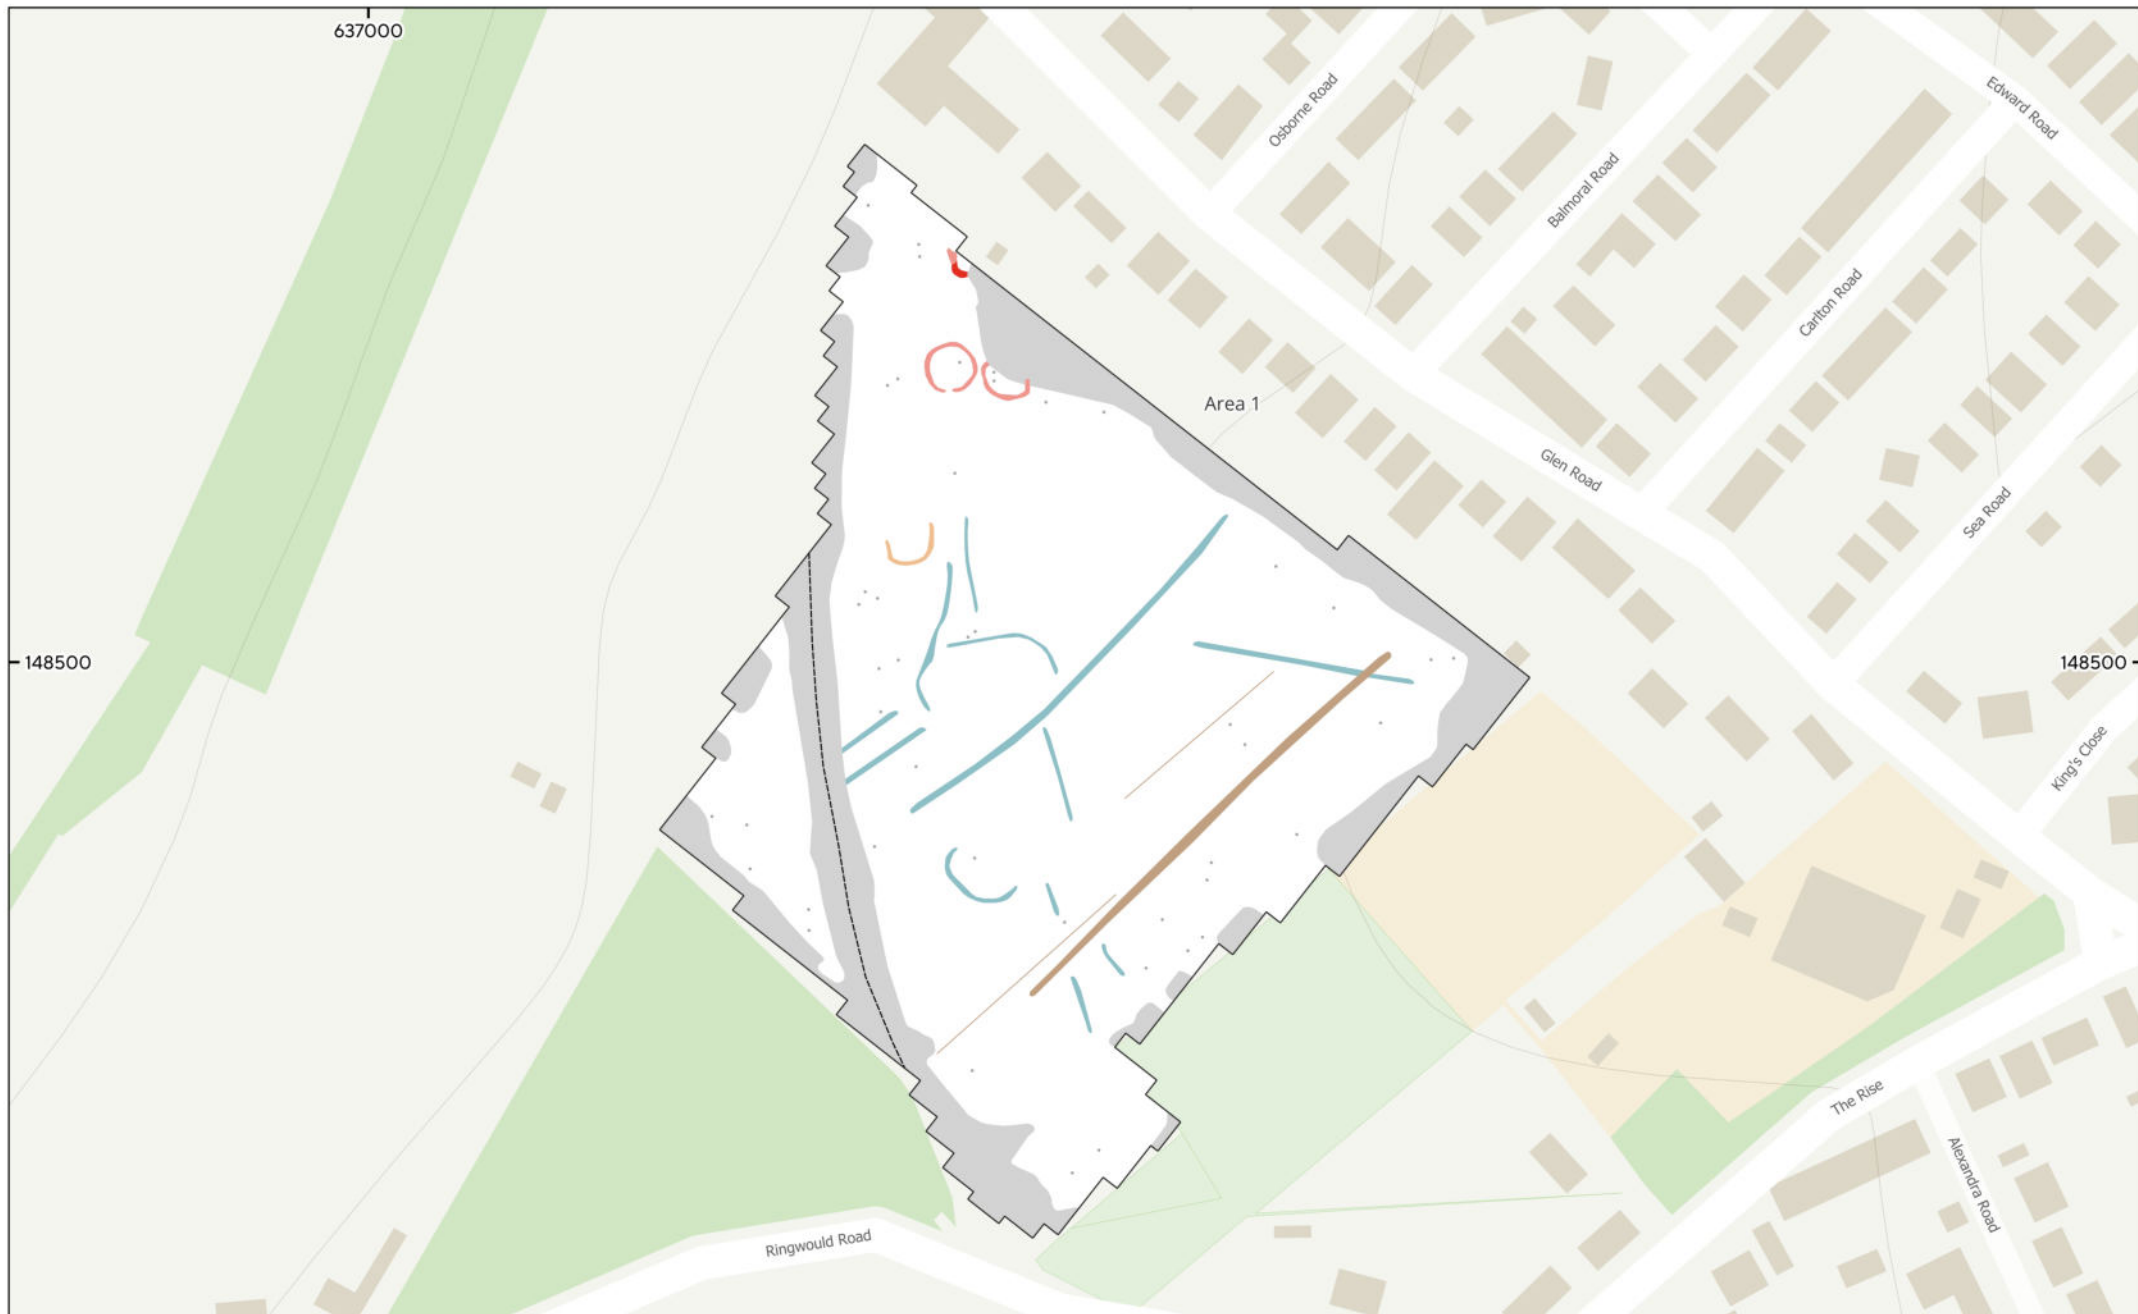 637000
Osborne Road
Edward Road
Balmoral Road
Carlton Road
Area 1
Glen Road
Sea Road
148500
148500
King's Close
The Rise
Alexandra Road
Ringwould Road